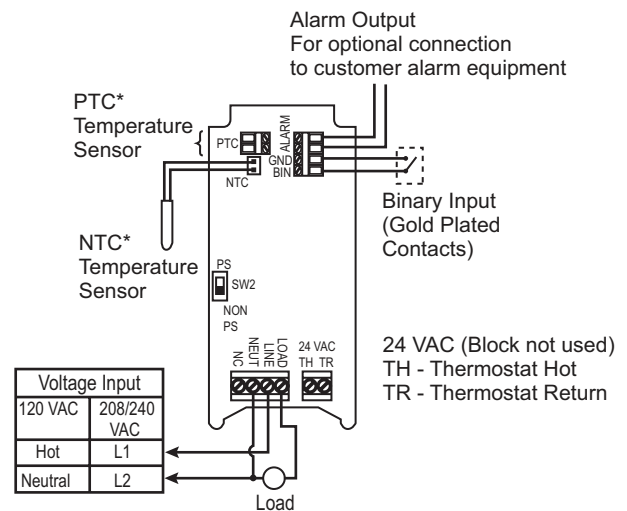 Alarm Output
For optional connection
to customer alarm equipment
PTC*
Temperature
Sensor
PTC
ALARM
GND
BIN
NTC
Binary Input
(Gold Plated
Contacts)
NTC*
Temperature
Sensor
PS
SW2
NON
PS
NC
NEUT
LINE
LOAD
24 VAC
TH TR
24 VAC (Block not used)
TH - Thermostat Hot
TR - Thermostat Return
Voltage Input
120 VAC
208/240
VAC
Hot
L1
Neutral
L2
Load